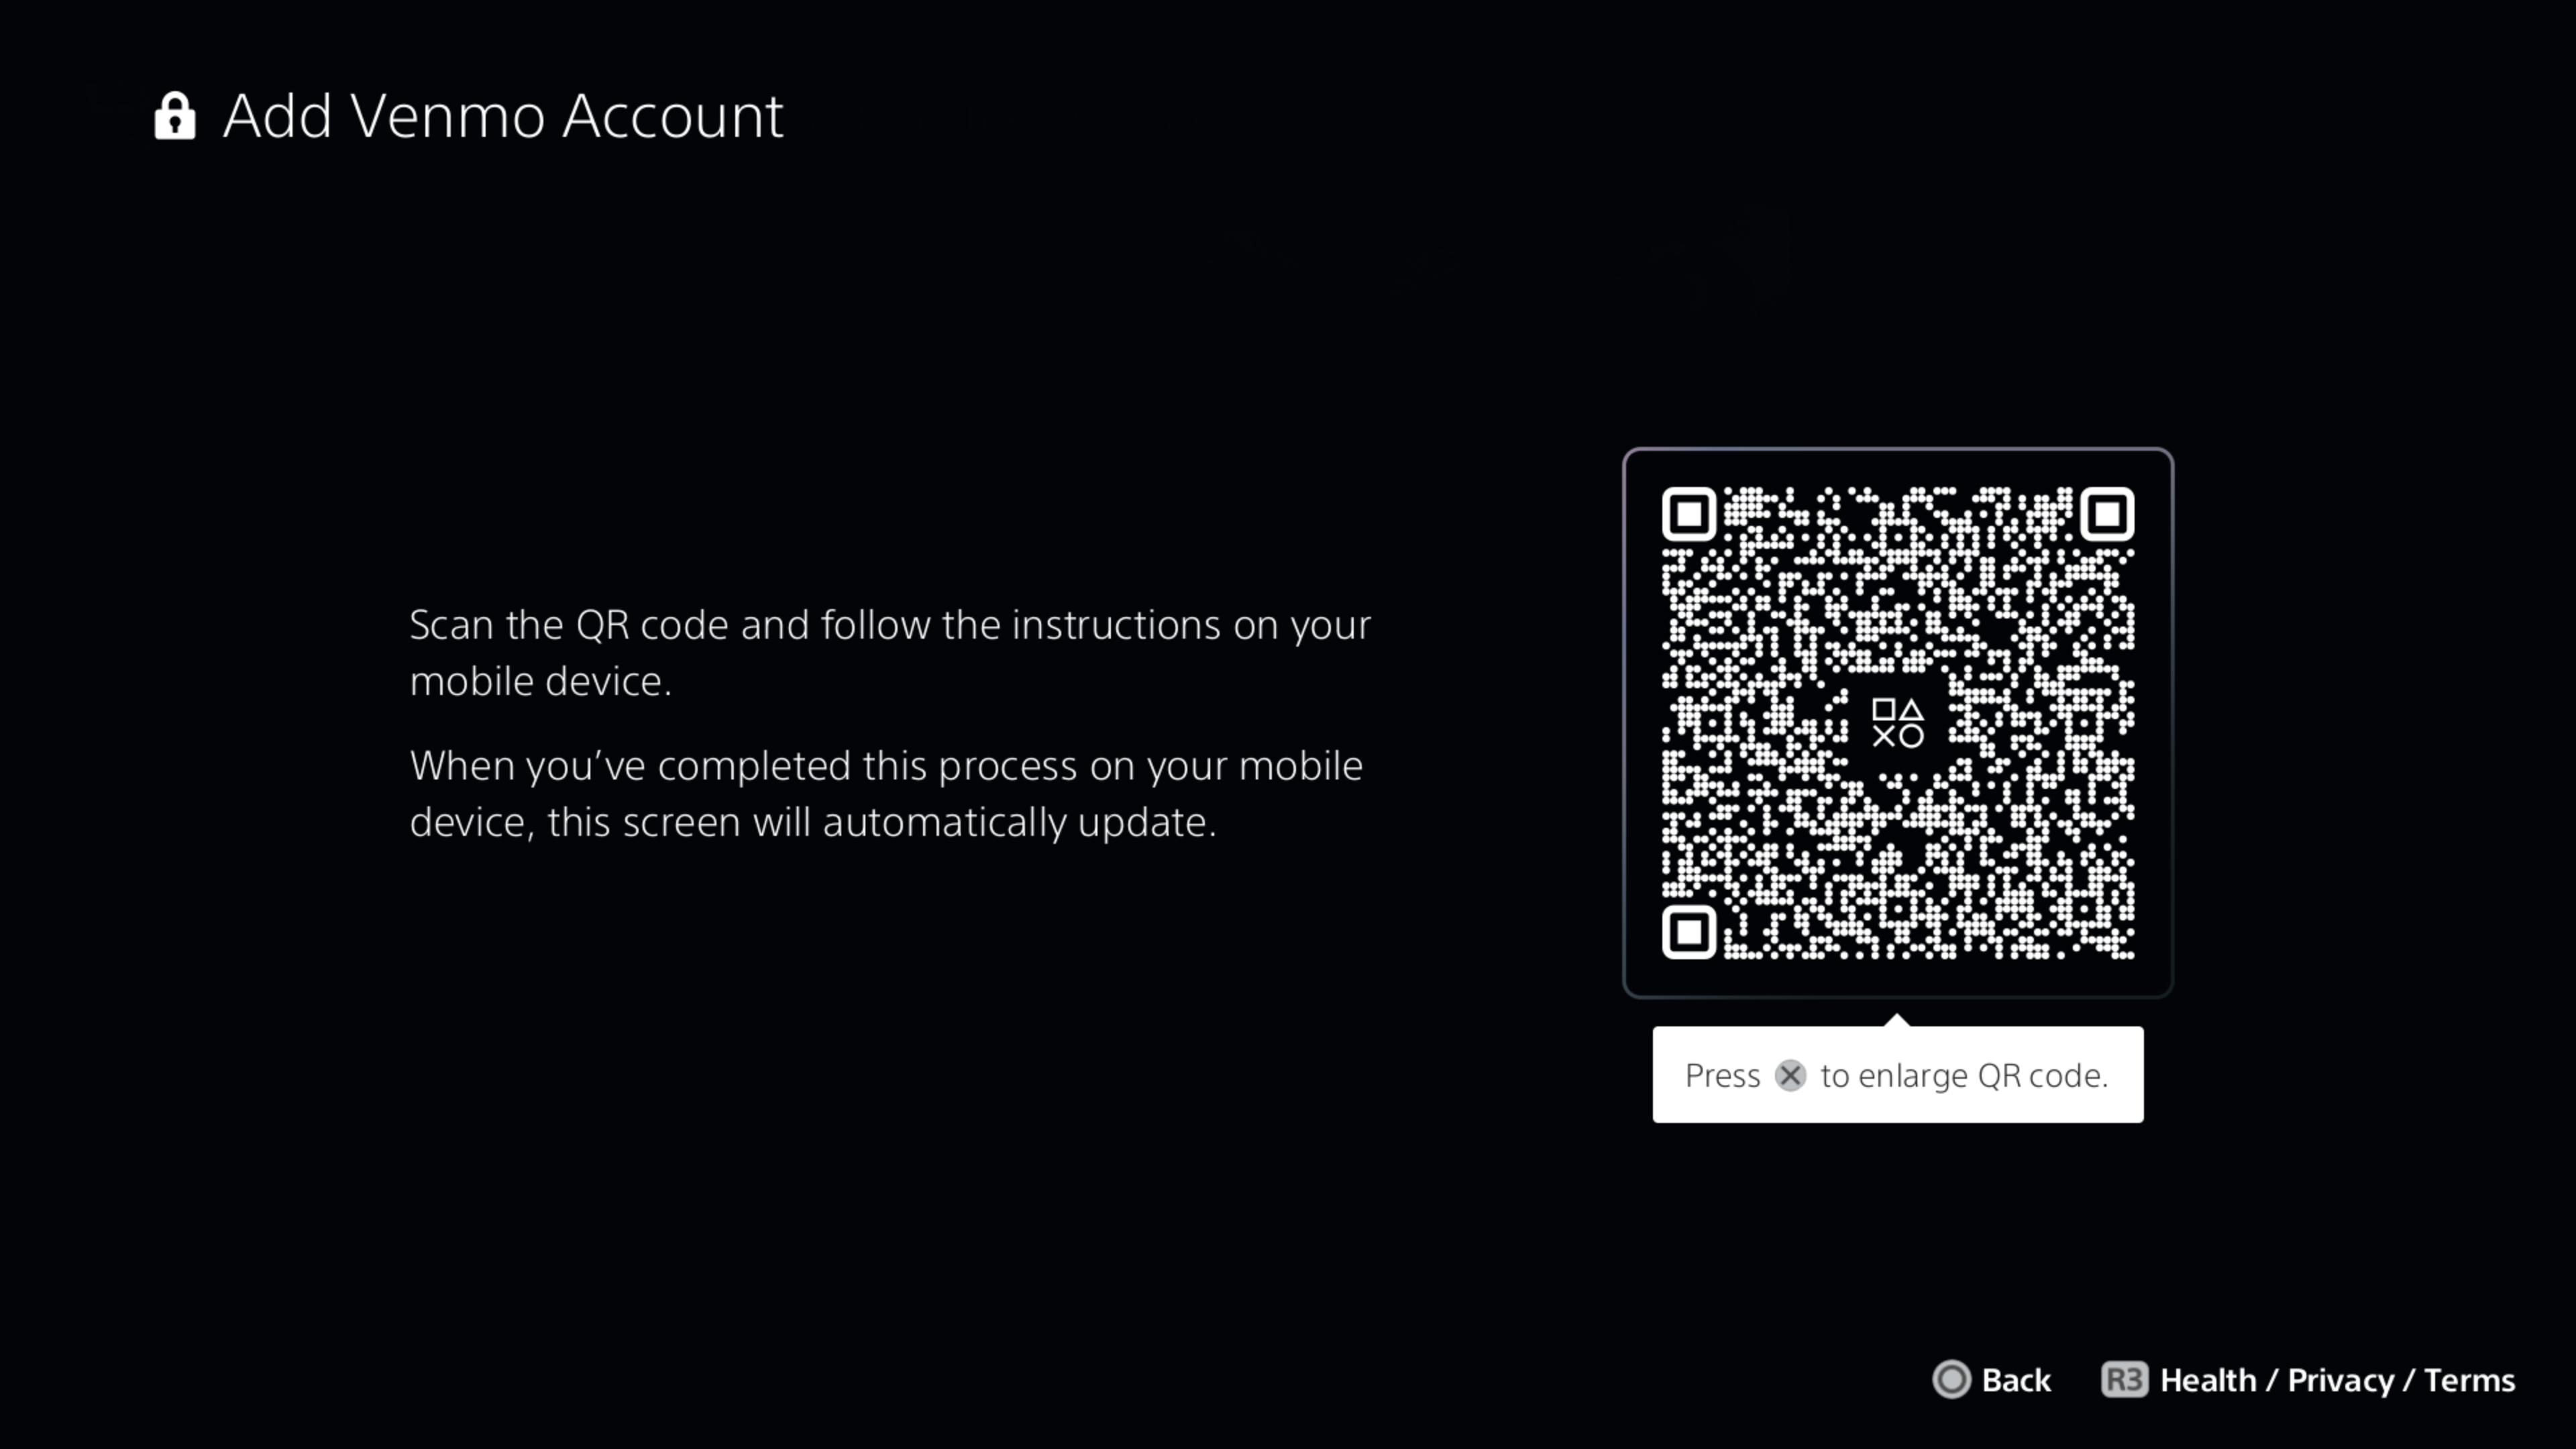 Add Venmo Account
Scan the QR code and follow the instructions on your
mobile device.
When you’ve completed this process on your mobile
device, this screen will automatically update.
Press ⊗ to enlarge QR code.
Back
R3 Health / Privacy / Terms